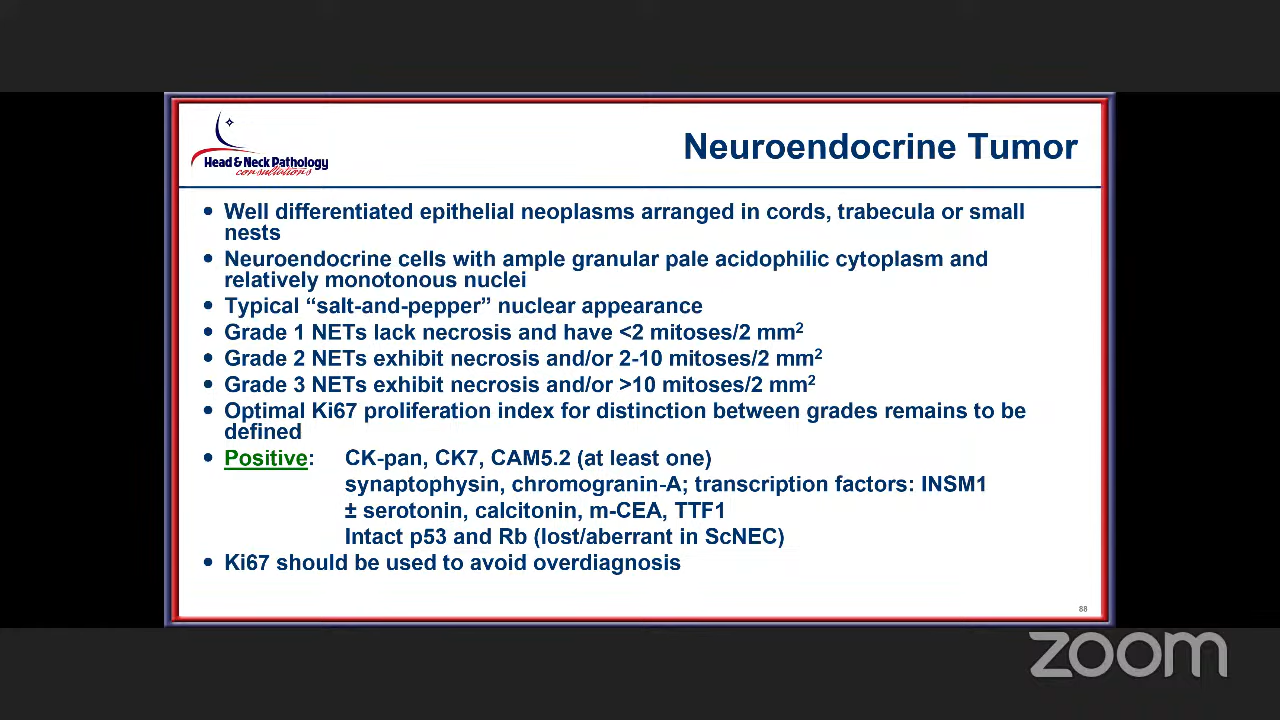 Head & Neck Pathology
consultations
Neuroendocrine Tumor
• Well differentiated epithelial neoplasms arranged in cords, trabecula or small
nests
• Neuroendocrine cells with ample granular pale acidophilic cytoplasm and
relatively monotonous nuclei
• Typical “salt-and-pepper” nuclear appearance
• Grade 1 NETs lack necrosis and have <2 mitoses/2 mm²
• Grade 2 NETs exhibit necrosis and/or 2-10 mitoses/2 mm²
• Grade 3 NETs exhibit necrosis and/or >10 mitoses/2 mm²
• Optimal Ki67 proliferation index for distinction between grades remains to be
defined
• Positive: CK-pan, CK7, CAM5.2 (at least one)
synaptophysin, chromogranin-A; transcription factors: INSM1
± serotonin, calcitonin, m-CEA, TTF1
Intact p53 and Rb (lost/aberrant in ScNEC)
• Ki67 should be used to avoid overdiagnosis
88
zoom